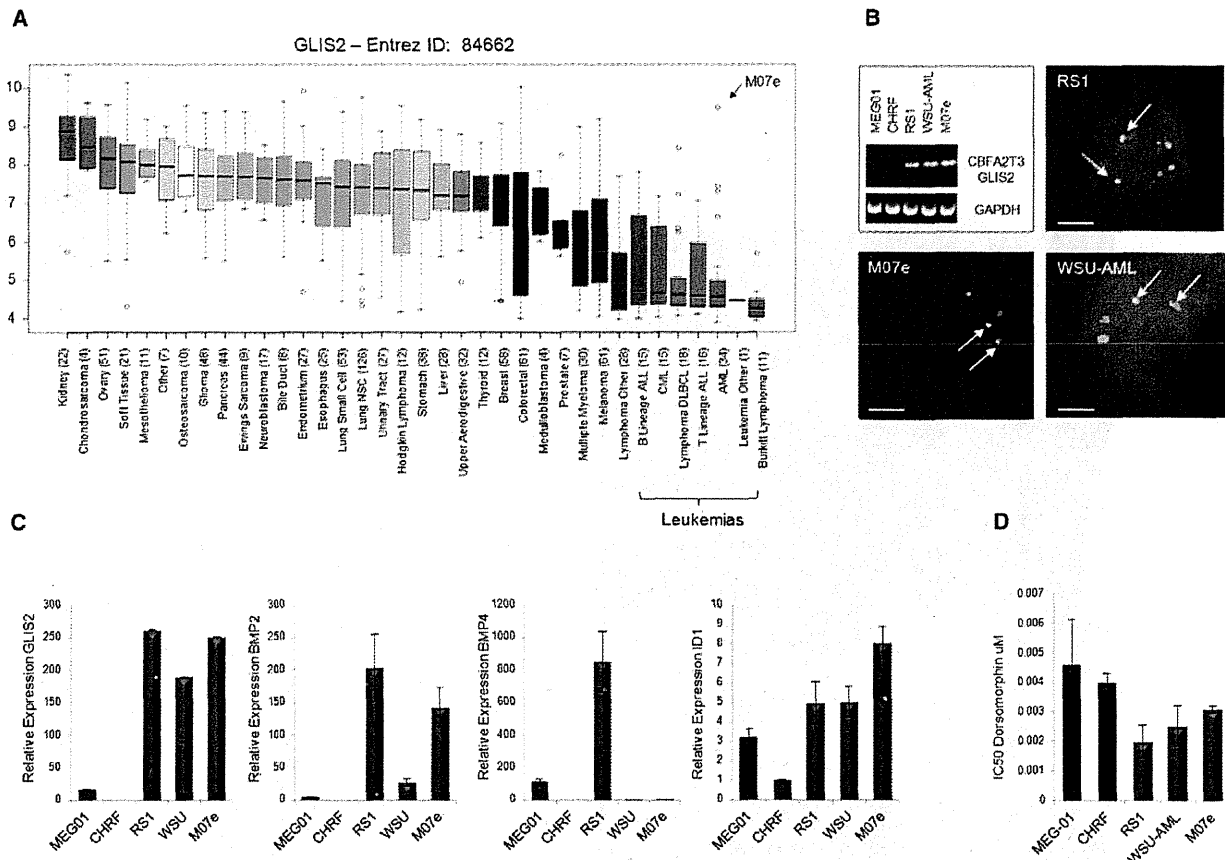 A
GLIS2 – Entrez ID: 84662
M07e
10
9
8
7
6
5
4
Kidney (22)
Chondrosarcoma (4)
Ovary (51)
Soft Tissue (21)
Mesothelioma (11)
Other (7)
Osteosarcoma (10)
Glioma (46)
Pancreas (44)
Ewings Sarcoma (9)
Neuroblastoma (17)
Bile Duct (8)
Endometrium (27)
Esophagus (25)
Lung Small Cell (53)
Lung NSC (126)
Urinary Tract (27)
Hodgkin Lymphoma (12)
Stomach (38)
Liver (28)
Upper Aerodigestive (32)
Thyroid (12)
Breast (58)
Colorectal (61)
Medulloblastoma (4)
Prostate (7)
Multiple Myeloma (30)
Melanoma (61)
Lymphoma Other (28)
B Lineage ALL (15)
CML (15)
Lymphoma DLBCL (18)
T Lineage ALL (16)
AML (34)
Leukemia Other (1)
Burkitt Lymphoma (11)
Leukemias
B
MEG01
CHRF
RS1
WSU-AML
M07e
CBFA2T3
GLIS2
GAPDH
RS1
M07e
WSU-AML
C
Relative Expression GLIS2
300
250
200
150
100
50
0
MEG01
CHRF
RS1
WSU
M07e
Relative Expression BMP2
300
250
200
150
100
50
0
MEG01
CHRF
RS1
WSU
M07e
Relative Expression BMP4
1200
1000
800
600
400
200
0
MEG01
CHRF
RS1
WSU
M07e
Relative Expression ID1
10
9
8
7
6
5
4
3
2
1
0
MEG01
CHRF
RS1
WSU
M07e
D
IC50 Dorsomorphin uM
0.007
0.006
0.005
0.004
0.003
0.002
0.001
0
MEG-01
CHRF
RS1
WSU-AML
M07e